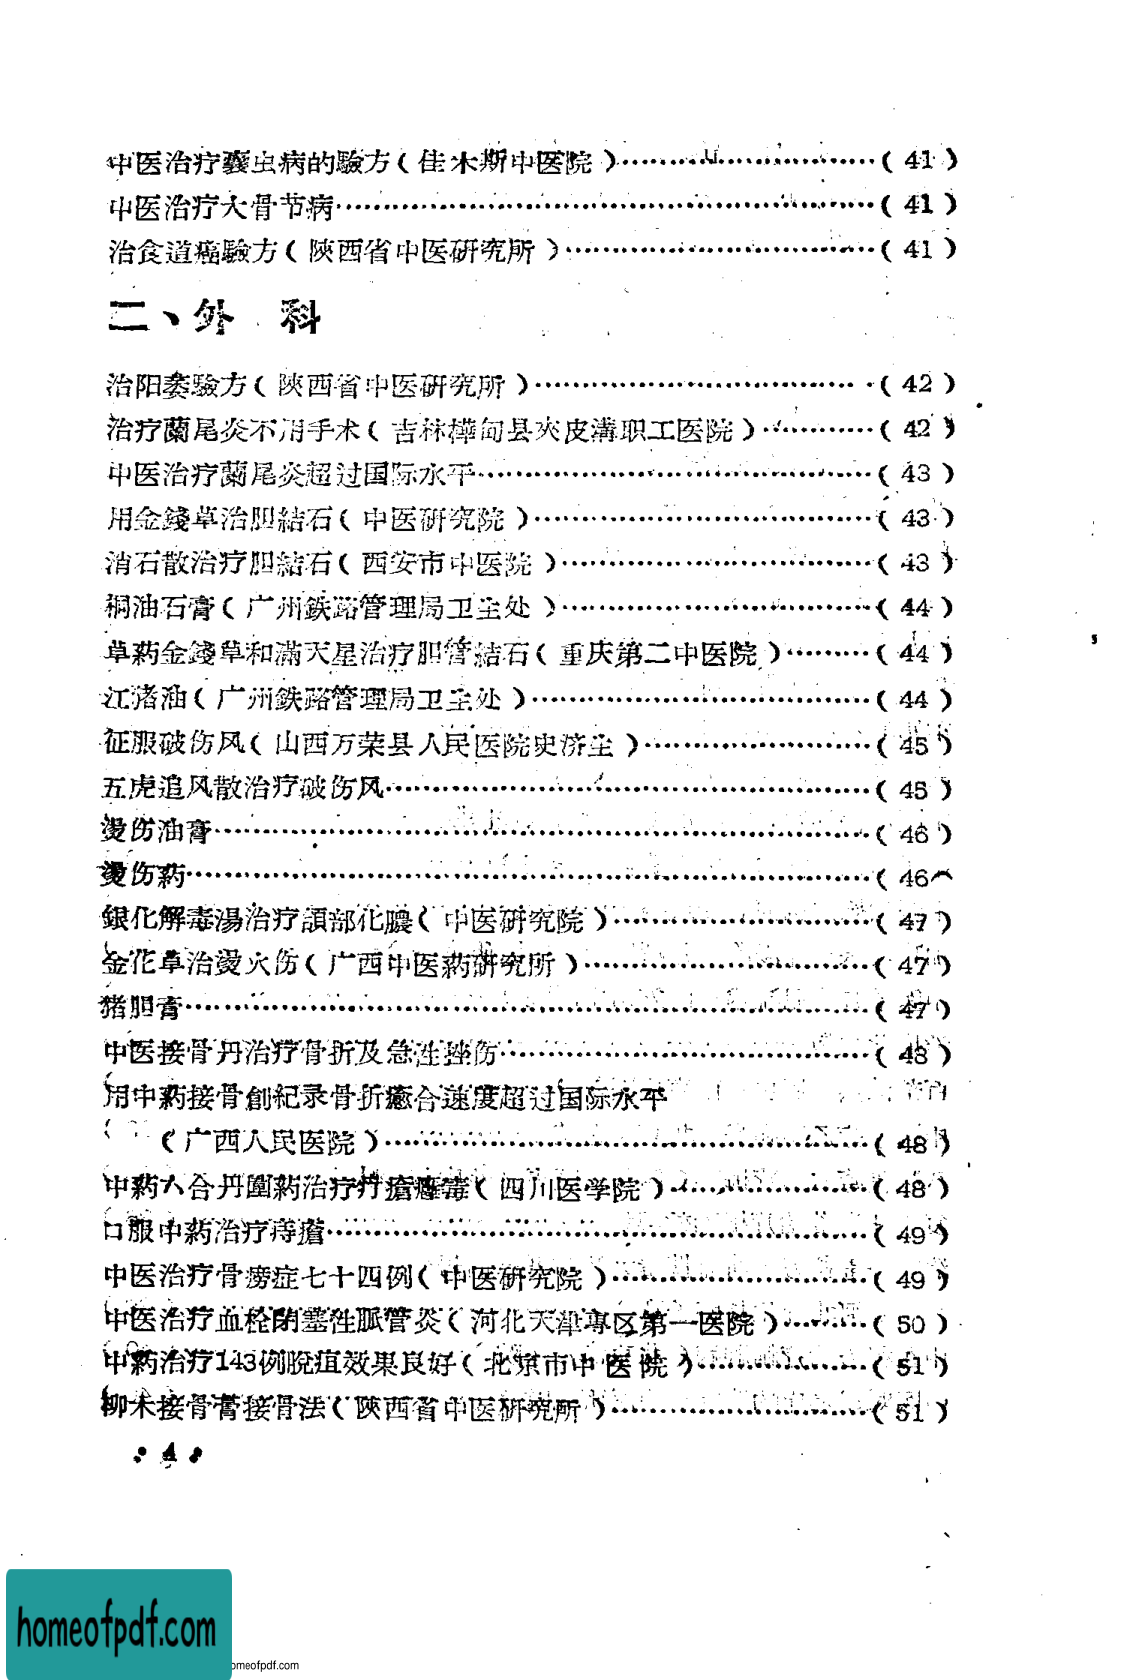 中医治疗囊虫病的驗方（佳木斯中医院）……………………（41）
中医治疗大骨节病……………………………………………（41）
治食道癌驗方（陝西省中医研究所）…………………………（41）
二、外 科
治阳萎驗方（陝西省中医研究所）……………………………（42）
治疗蘭尾炎不用手术（吉林樺甸县夾皮溝职工医院）…………（42）
中医治疗蘭尾炎超过国际水平…………………………………（43）
用金錢草治胆結石（中医研究院）……………………………（43）
消石散治疗胆結石（西安市中医院）…………………………（43）
桐油石膏（广州鉄路管理局卫生处）…………………………（44）
草药金錢草和滿天星治疗胆管結石（重庆第二中医院）………（44）
江渚油（广州鉄路管理局卫生处）……………………………（44）
征服破伤风（山西万荣县人民医院史济生）…………………（45）
五虎追风散治疗破伤风…………………………………………（45）
燙伤油膏………………………………………………………（46）
燙伤药…………………………………………………………（46
銀化解毒湯治疗頟部化膿（中医研究院）……………………（47）
金花草治燙火伤（广西中医药研究所）………………………（47）
猪胆膏…………………………………………………………（47）
中医接骨丹治疗骨折及急性挫伤………………………………（48）
用中药接骨創紀录骨折癒合速度超过国际水平
（广西人民医院）………………………………………（48）
中药六合丹圍药治疗疔瘡癰毒（四川医学院）………………（48）
口服中药治疗痔瘡……………………………………………（49）
中医治疗骨癆症七十四例（中医研究院）……………………（49）
中医治疗血栓閉塞性脈管炎（河北天津專区第一医院）………（50）
中药治疗143例脫疽效果良好（北京市中医院）……………（51）
柳木接骨膏接骨法（陝西省中医研究所）……………………（51）
• 4 •
homeofpdf.com
omeofpdf.com